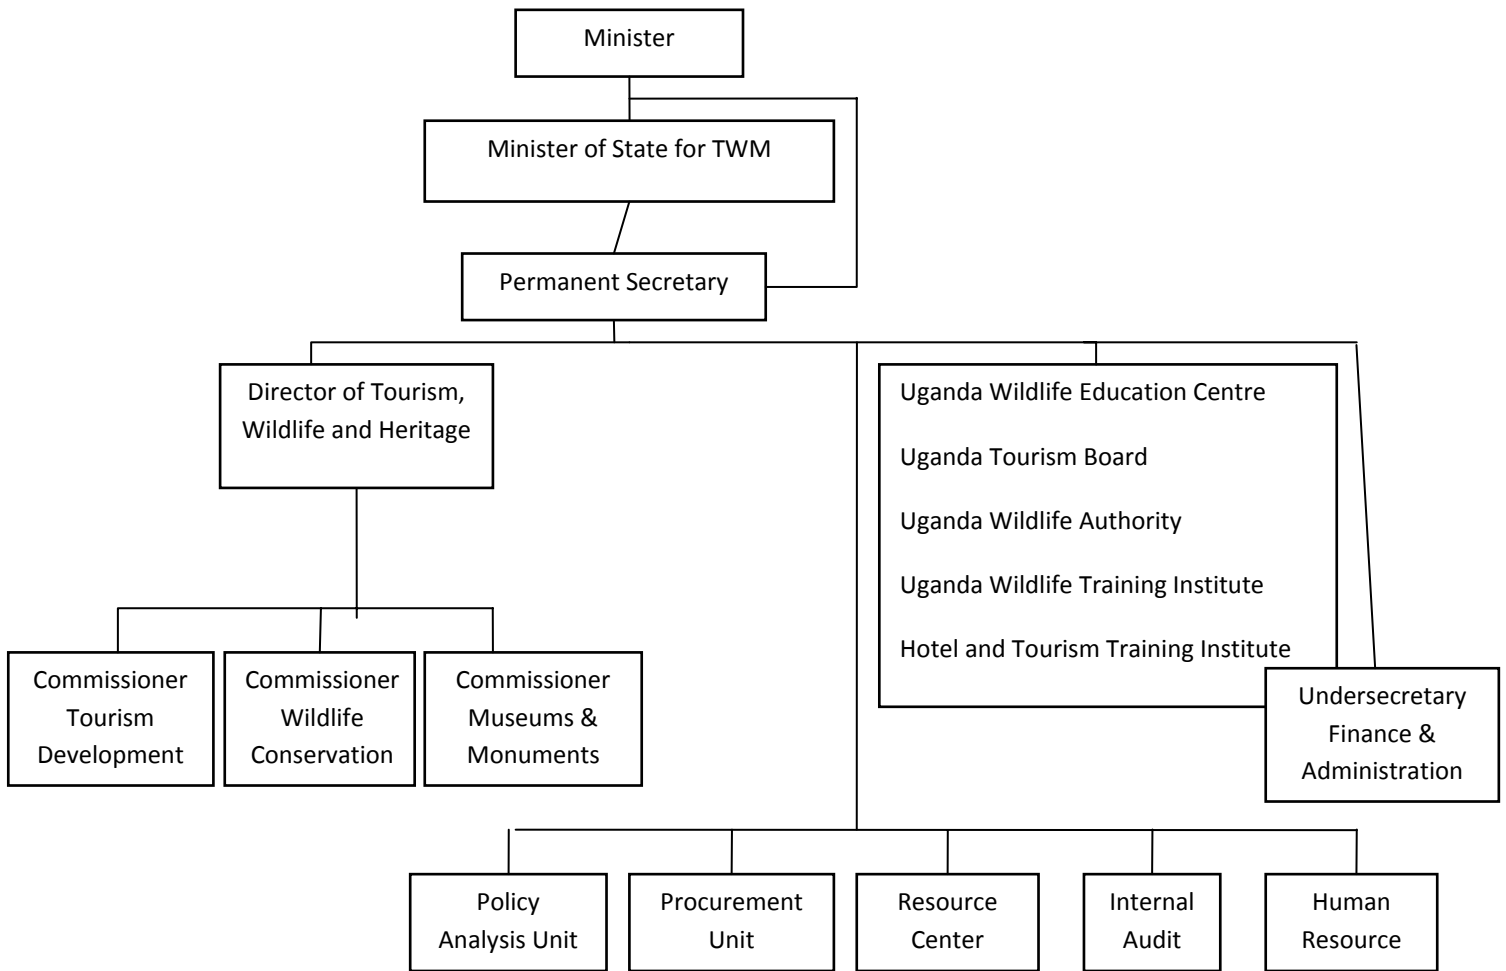 Minister
Minister of State for TWM
Permanent Secretary
Director of Tourism,
Wildlife and Heritage
Uganda Wildlife Education Centre
Uganda Tourism Board
Uganda Wildlife Authority
Uganda Wildlife Training Institute
Hotel and Tourism Training Institute
Commissioner
Tourism
Development
Commissioner
Wildlife
Conservation
Commissioner
Museums &
Monuments
Undersecretary
Finance &
Administration
Policy
Analysis Unit
Procurement
Unit
Resource
Center
Internal
Audit
Human
Resource